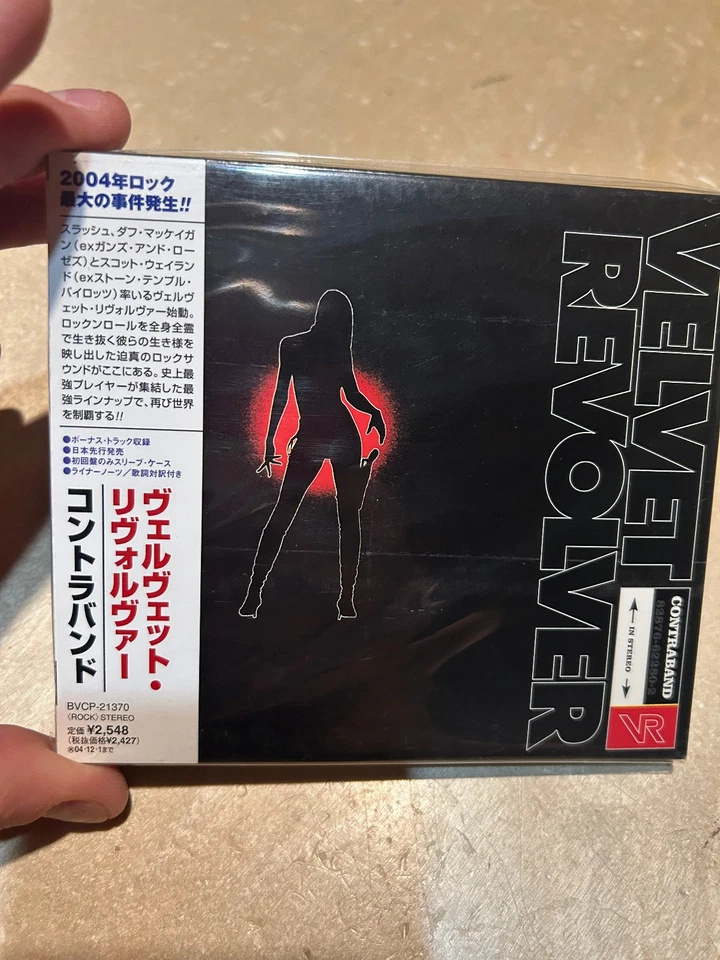 2004年ロック
最大の事件発生!!
スラッシュ、ダフ・マッケイガ
ン(exガンズ・アンド・ロー
ゼズ)とスコット・ウェイラン
ド(exストーン・テンプル・
パイロッツ)率いるヴェルヴ
ェット・リヴォルヴァー始動。
ロックンロールを全身全霊
で生き抜く彼らの生き様を
映し出した迫真のロックサ
ウンドがここにある。史上最
強プレイヤーが集結した最
強ラインナップで、再び世界
を制覇する!!
●ボーナス・トラック収録
●日本先行発売
●初回盤のみスリーブ・ケース
●ライナーノーツ/歌詞対訳付き
ヴェルヴェット・
リヴォルヴァー
コントラバンド
BVCP-21370
〈ROCK〉STEREO
定価¥2,548
(税抜価格¥2,427)
㊐04・12・1まで
VELVET
REVOLVER
CONTRABAND
82876-62280-2
IN STEREO
VR